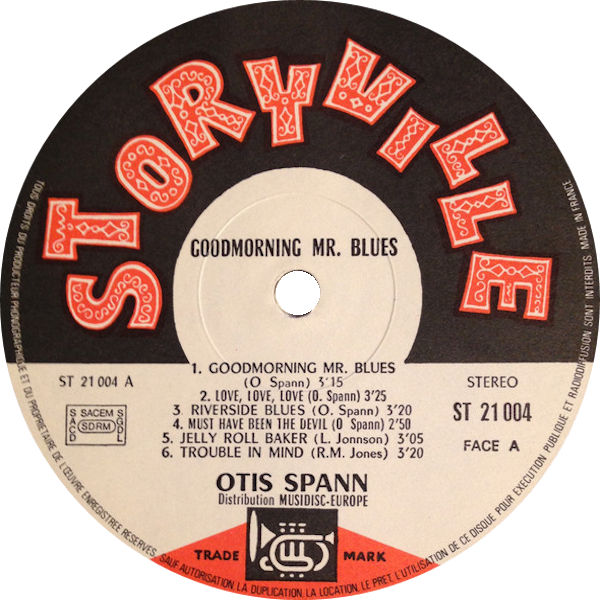 STORYVILLE
GOODMORNING MR. BLUES
1. GOODMORNING MR. BLUES
(O. Spann) 3'15
2. LOVE, LOVE, LOVE (O. Spann) 3'25
3 RIVERSIDE BLUES (O. Spann) 3'20
4. MUST HAVE BEEN THE DEVIL (O Spann) 2'50
5. JELLY ROLL BAKER (L. Jonnson) 3'05
6. TROUBLE IN MIND (R.M. Jones) 3'20
ST 21 004 A
SACD
SACEM
SDRM
SGDL
STEREO
ST 21 004
FACE A
OTIS SPANN
Distribution MUSIDISC-EUROPE
TRADE MARK
TOUS DROITS DU PRODUCTEUR PHONOGRAPHIQUE ET DU PROPRIETAIRE DE L'ŒUVRE ENREGISTREE RESERVES. SAUF AUTORISATION, LA DUPLICATION, LA LOCATION, LE PRET, L'UTILISATION DE CE DISQUE POUR EXECUTION PUBLIQUE ET RADIODIFFUSION SONT INTERDITS. MADE IN FRANCE